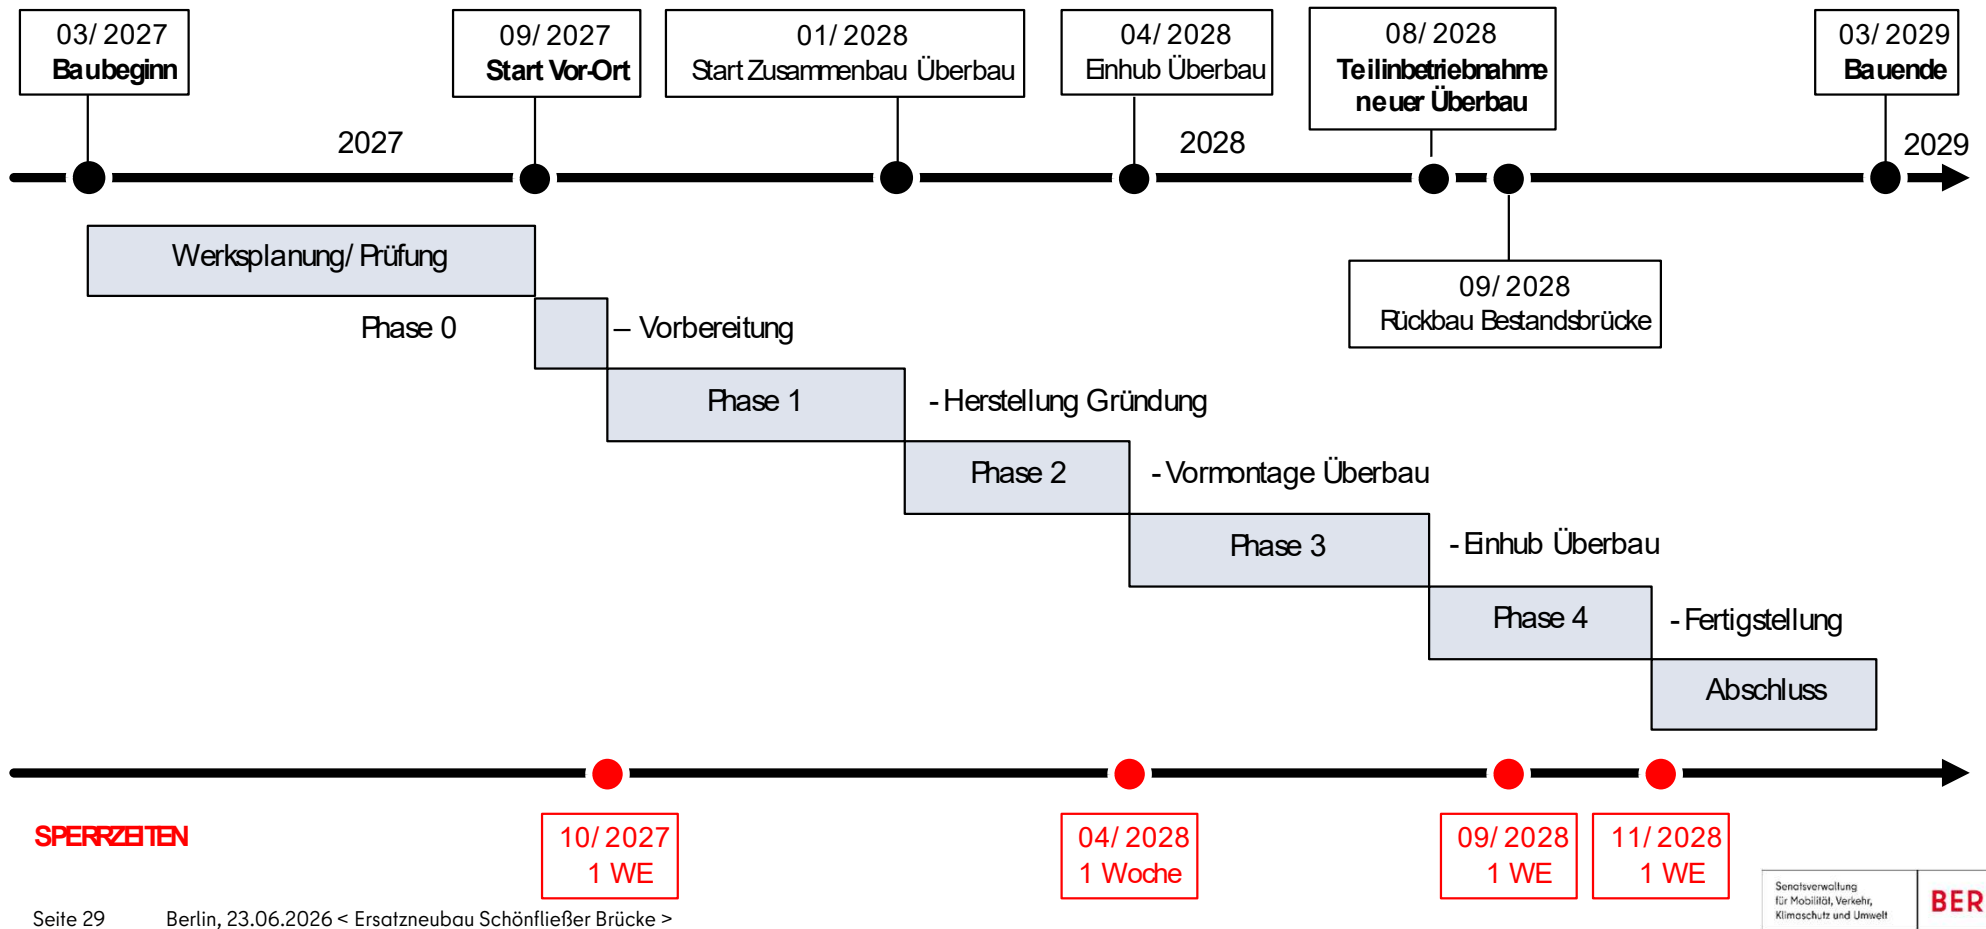 03/2027
Baubeginn
09/2027
Start Vor-Ort
01/2028
Start Zusammenbau Überbau
04/2028
Einhub Überbau
08/2028
Teilinbetriebnahme
neuer Überbau
03/2029
Bauende
2027
2028
2029
09/2028
Rückbau Bestandsbrücke
Werksplanung/Prüfung
Phase 0
– Vorbereitung
Phase 1
- Herstellung Gründung
Phase 2
- Vormontage Überbau
Phase 3
- Einhub Überbau
Phase 4
- Fertigstellung
Abschluss
SPERRZEITEN
10/2027
1 WE
04/2028
1 Woche
09/2028
1 WE
11/2028
1 WE
Seite 29 Berlin, 23.06.2026 < Ersatzneubau Schönfließer Brücke >
Senatsverwaltung
für Mobilität, Verkehr,
Klimaschutz und Umwelt
BER